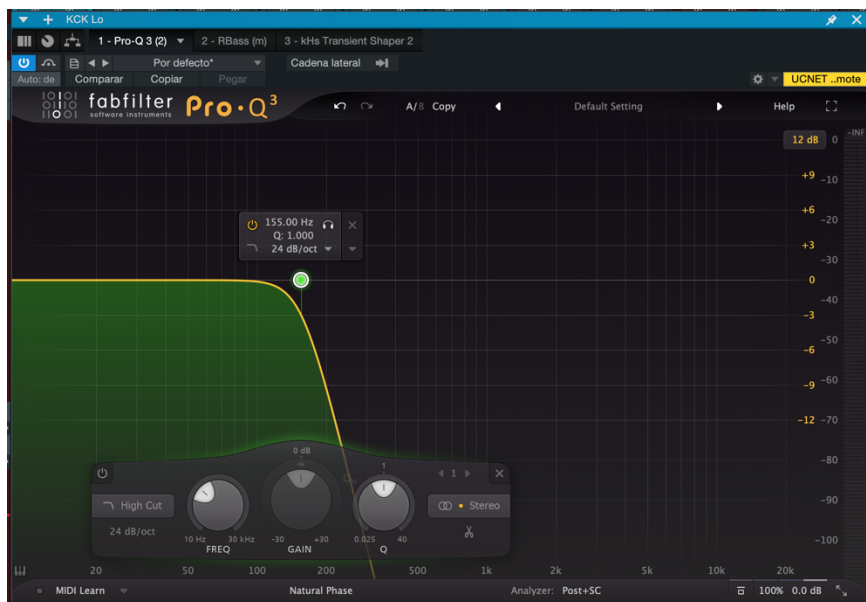 KCK Lo
1 - Pro-Q 3 (2) 2 - RBass (m) 3 - kHs Transient Shaper 2
Por defecto* Cadena lateral
Auto: de Comparar Copiar Pegar UCNET ..mote
fabfilter Pro·Q³
software instruments
A/B Copy Default Setting Help
12 dB 0 -INF
+9 -10
+6 -20
+3 -30
0 -40
-3 -50
-6 -60
-9
-12 -70
-80
-90
-100
155.00 Hz
Q: 1.000
24 dB/oct
0 dB
1 1
High Cut Stereo
24 dB/oct
10 Hz 30 kHz -30 +30 0.025 40
FREQ GAIN Q
20 50 100 200 500 1k 2k 5k 10k 20k
MIDI Learn Natural Phase Analyzer: Post+SC 100% 0.0 dB